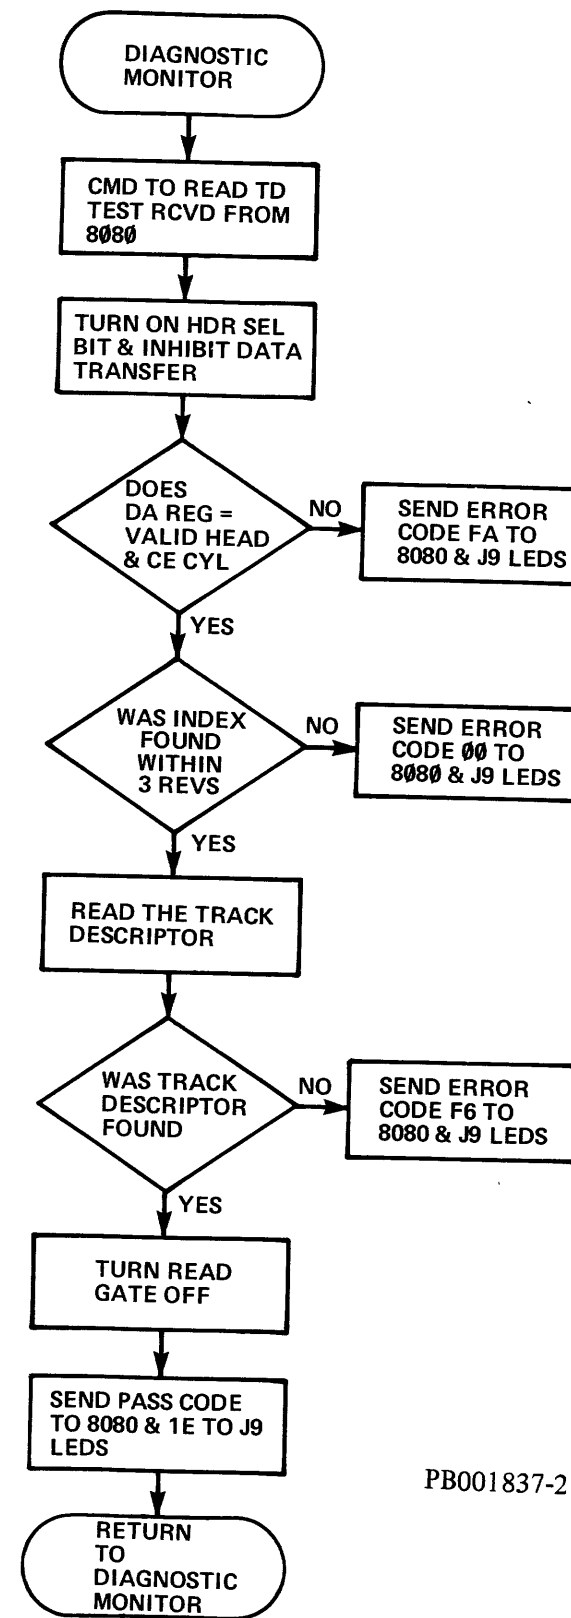 DIAGNOSTIC
MONITOR
CMD TO READ TD
TEST RCVD FROM
8080
TURN ON HDR SEL
BIT & INHIBIT DATA
TRANSFER
DOES
DA REG =
VALID HEAD
& CE CYL
NO
SEND ERROR
CODE FA TO
8080 & J9 LEDS
YES
WAS INDEX
FOUND
WITHIN
3 REVS
NO
SEND ERROR
CODE 00 TO
8080 & J9 LEDS
YES
READ THE TRACK
DESCRIPTOR
WAS TRACK
DESCRIPTOR
FOUND
NO
SEND ERROR
CODE F6 TO
8080 & J9 LEDS
YES
TURN READ
GATE OFF
SEND PASS CODE
TO 8080 & 1E TO J9
LEDS
PB001837-2
RETURN
TO
DIAGNOSTIC
MONITOR